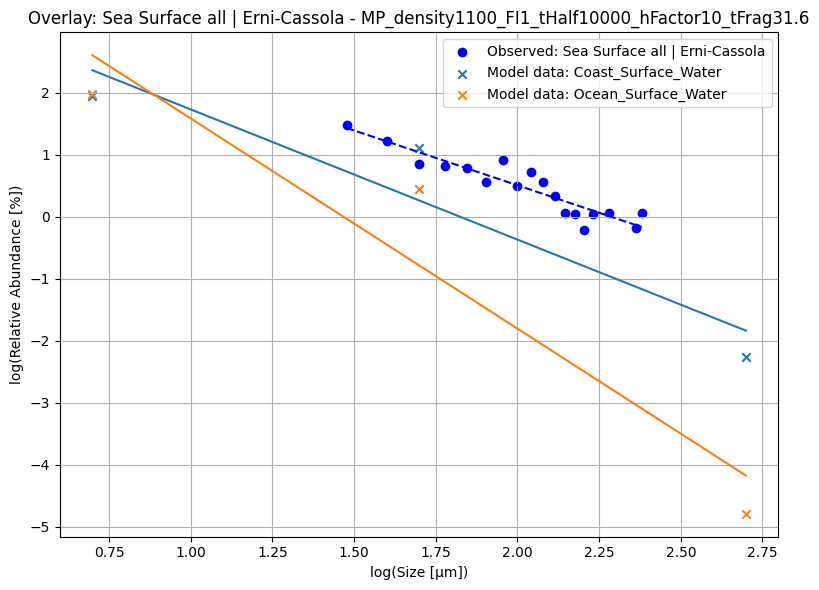 Overlay: Sea Surface all | Erni-Cassola - MP_density1100_FI1_tHalf10000_hFactor10_tFrag31.6
Observed: Sea Surface all | Erni-Cassola
Model data: Coast_Surface_Water
Model data: Ocean_Surface_Water
log(Relative Abundance [%])
2
1
0
−1
−2
−3
−4
−5
0.75 1.00 1.25 1.50 1.75 2.00 2.25 2.50 2.75
log(Size [µm])